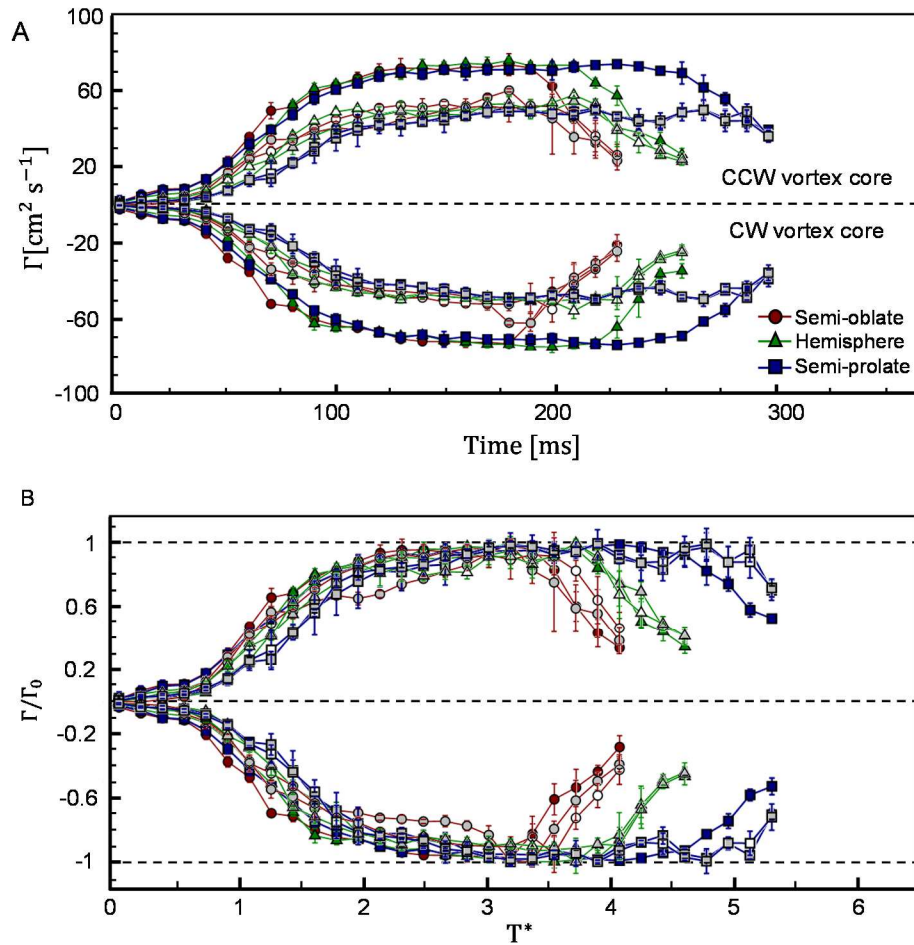 A
100
60
20
-20
-60
-100
Γ[cm² s⁻¹]
CCW vortex core
CW vortex core
Semi-oblate
Hemisphere
Semi-prolate
0 100 200 300
Time [ms]
B
1
0.6
0.2
-0.2
-0.6
-1
Γ/Γ₀
0 1 2 3 4 5 6
T*